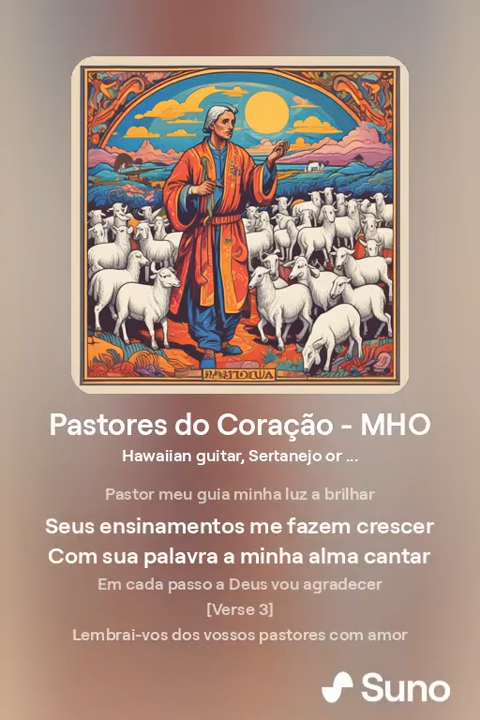 Pastores do Coração - MHO
Hawaiian guitar, Sertanejo or ...
Pastor meu guia minha luz a brilhar
Seus ensinamentos me fazem crescer
Com sua palavra a minha alma cantar
Em cada passo a Deus vou agradecer
[Verse 3]
Lembrai-vos dos vossos pastores com amor
Suno